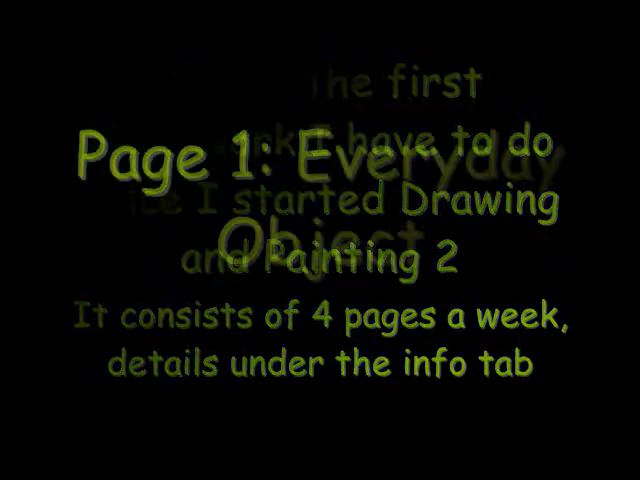 the first
Page 1: Everyday
work I have to do
I started Drawing
Object
and Painting 2
It consists of 4 pages a week,
details under the info tab